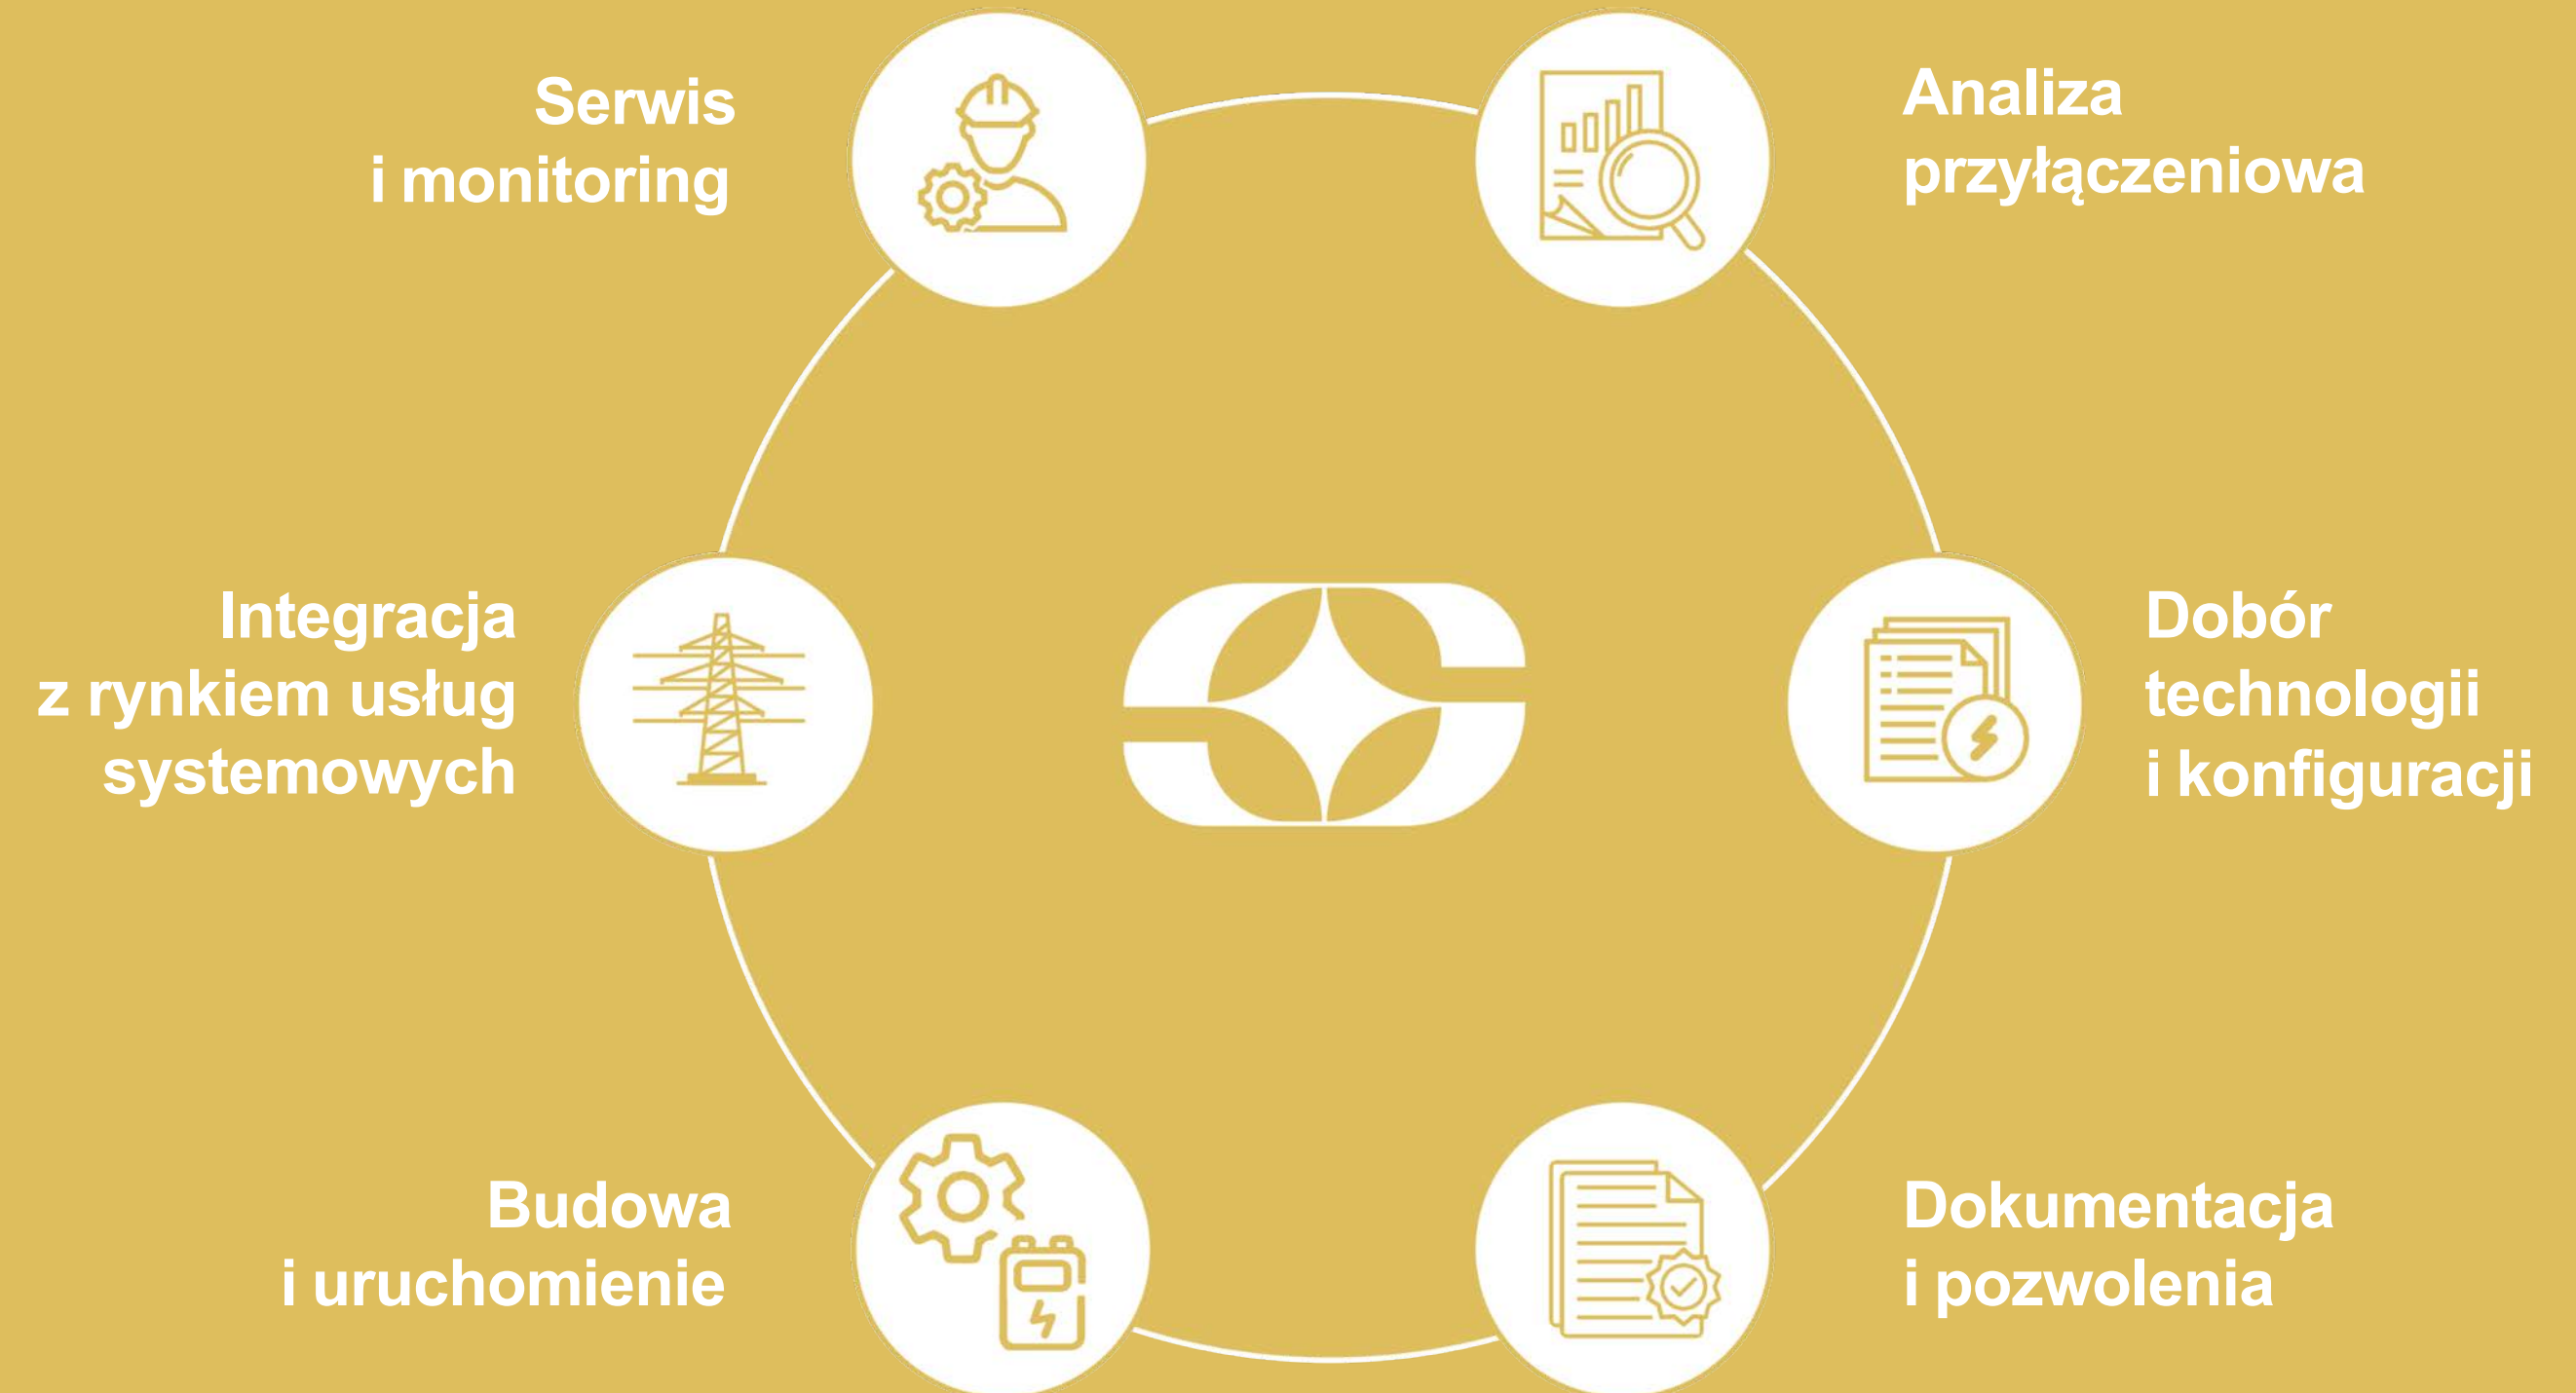 Serwis
i monitoring
Analiza
przyłączeniowa
Integracja
z rynkiem usług
systemowych
Dobór
technologii
i konfiguracji
Budowa
i uruchomienie
Dokumentacja
i pozwolenia